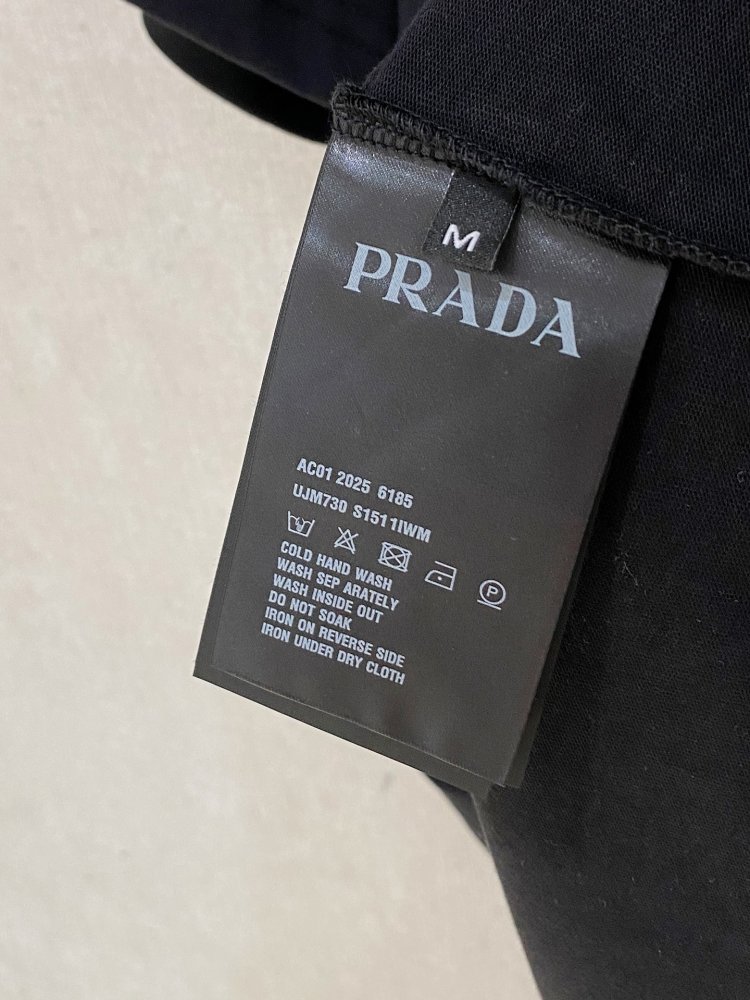 M
PRADA
AC01 2025 6185
UJM730 S1511IWM
P
COLD HAND WASH
WASH SEP ARATELY
WASH INSIDE OUT
DO NOT SOAK
IRON ON REVERSE SIDE
IRON UNDER DRY CLOTH